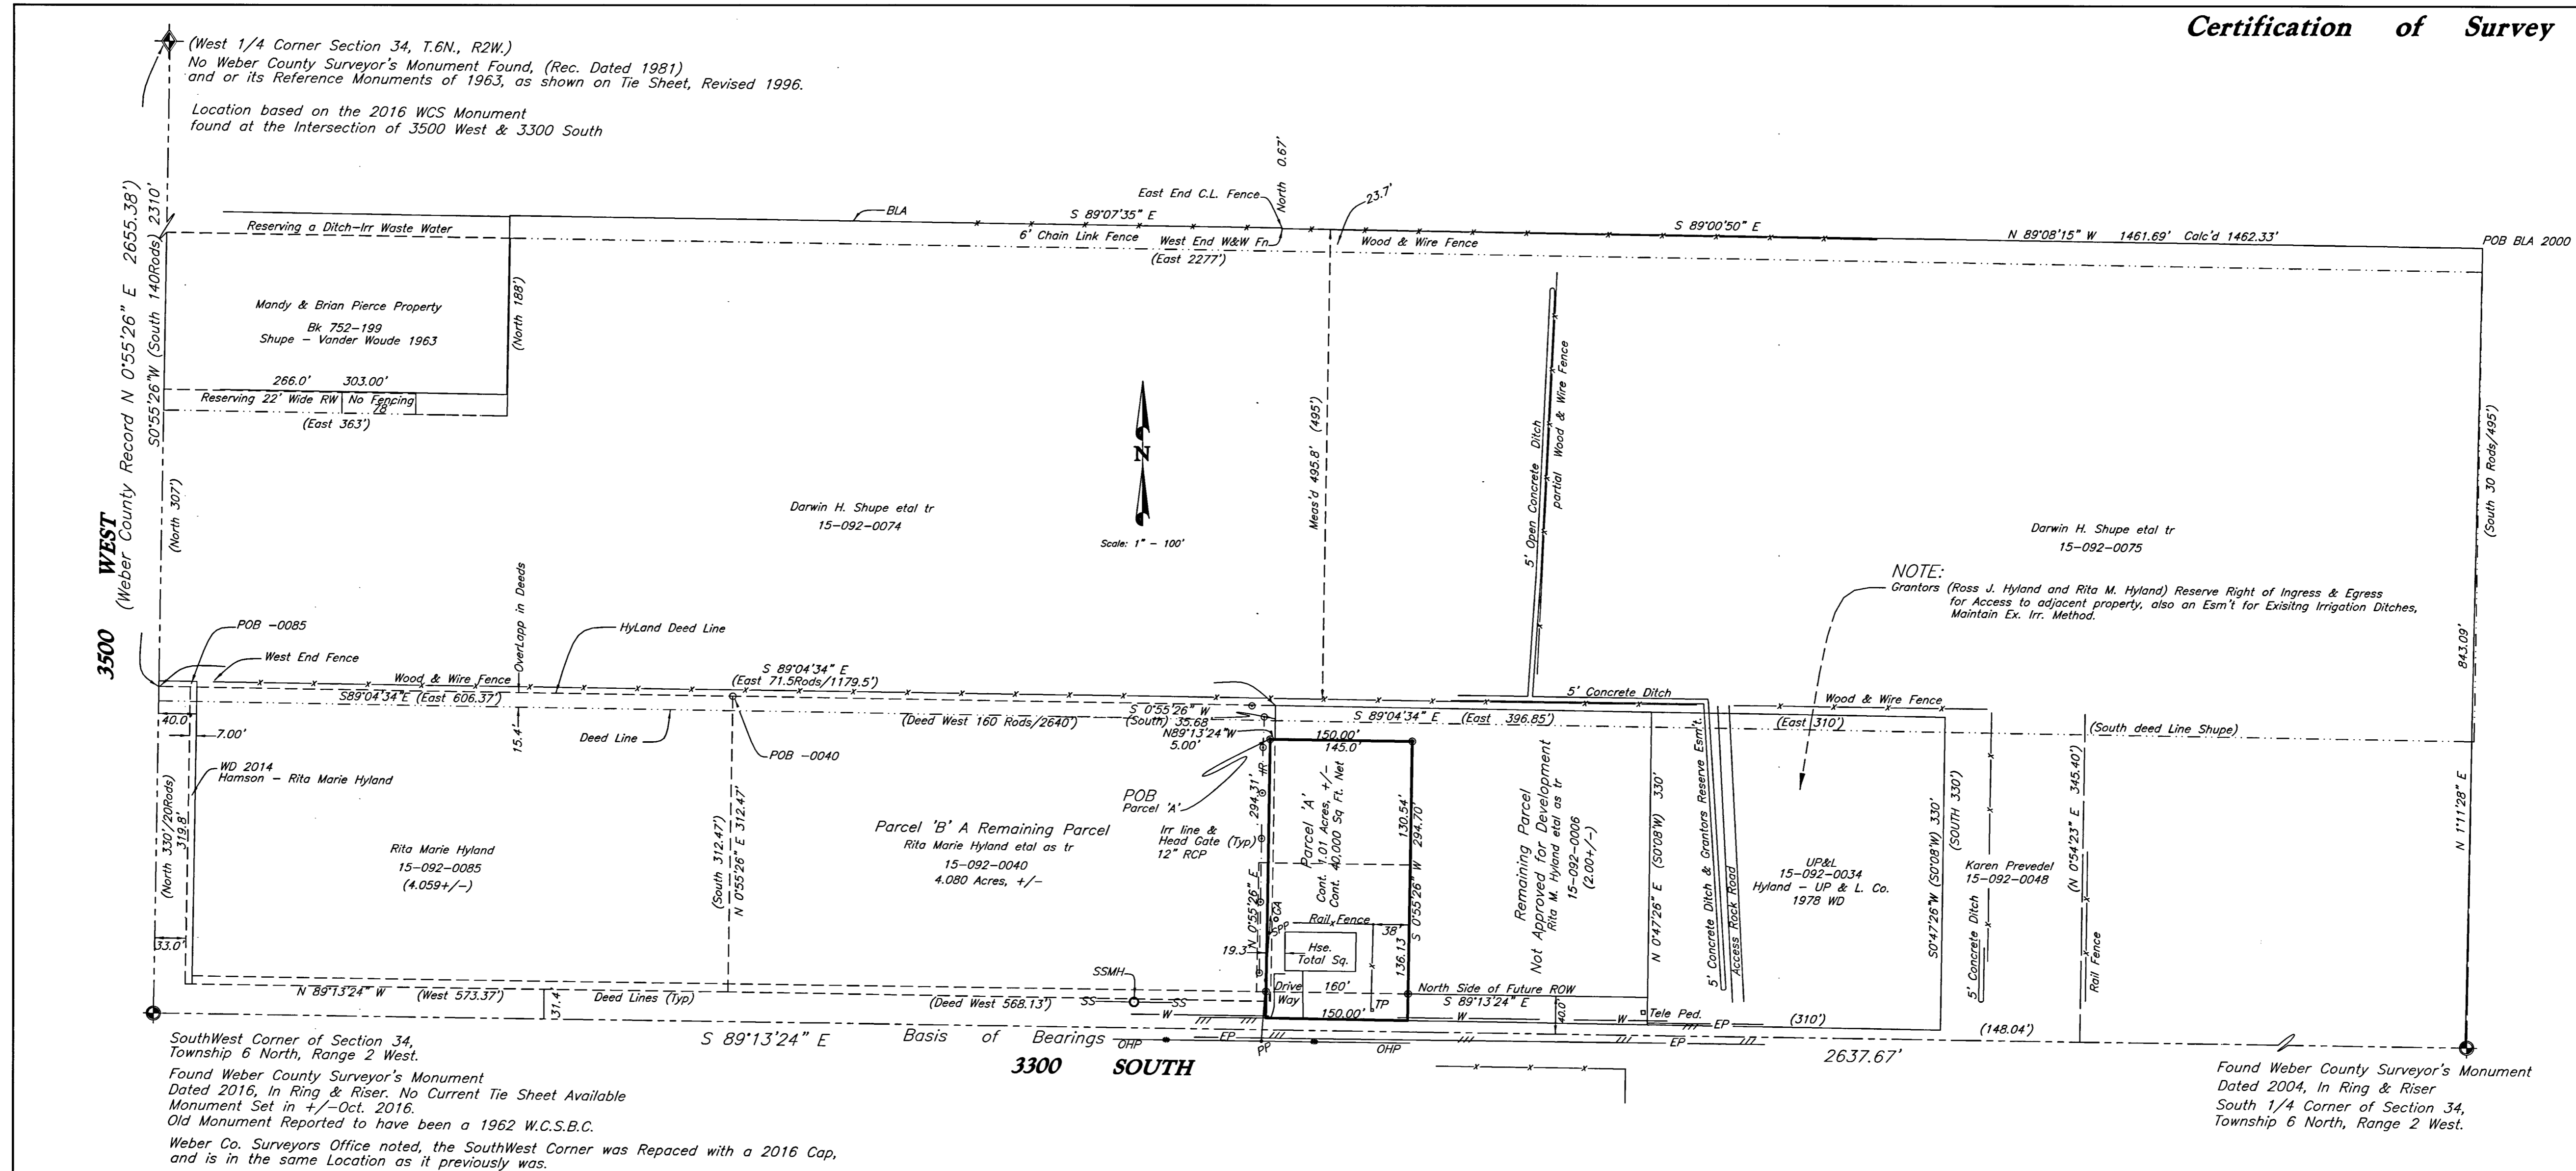 Certification of Survey
(West 1/4 Corner Section 34, T.6N., R2W.)
No Weber County Surveyor's Monument Found, (Rec. Dated 1981)
and or its Reference Monuments of 1963, as shown on Tie Sheet, Revised 1996.
Location based on the 2016 WCS Monument
found at the Intersection of 3500 West & 3300 South
3500 WEST
(Weber County Record N 0°55'26" E 2655.38')
S0°55'26"W (South 140Rods) 2310'
(North 307')
Reserving a Ditch-Irr Waste Water
BLA
S 89°07'35" E
6' Chain Link Fence
East End C.L. Fence
North 0.67'
23.7'
West End W&W Fn.
Wood & Wire Fence
(East 2277')
S 89°00'50" E
N 89°08'15" W 1461.69' Calc'd 1462.33'
POB BLA 2000
Mandy & Brian Pierce Property
Bk 752-199
Shupe - Vander Woude 1963
(North 188')
266.0' 303.00'
Reserving 22' Wide RW
No Fencing
78
(East 363')
N
Scale: 1" - 100'
Meas'd 495.8' (495')
5' Open Concrete Ditch
partial Wood & Wire Fence
Darwin H. Shupe etal tr
15-092-0074
Darwin H. Shupe etal tr
15-092-0075
(South 30 Rods/495')
843.09'
NOTE:
Grantors (Ross J. Hyland and Rita M. Hyland) Reserve Right of Ingress & Egress
for Access to adjacent property, also an Esm't for Exisitng Irrigation Ditches,
Maintain Ex. Irr. Method.
POB -0085
West End Fence
OverLapp in Deeds
15.4'
HyLand Deed Line
Wood & Wire Fence
S89°04'34"E (East 606.37')
S 89°04'34" E
(East 71.5Rods/1179.5')
(Deed West 160 Rods/2640')
Deed Line
POB -0040
40.0'
7.00'
WD 2014
Hamson - Rita Marie Hyland
(North 330'/20Rods)
319.8'
33.0'
Rita Marie Hyland
15-092-0085
(4.059+/-)
(South 312.47')
N 0°55'26" E 312.47'
Parcel 'B' A Remaining Parcel
Rita Marie Hyland etal as tr
15-092-0040
4.080 Acres, +/-
S 0°55'26" W
(South) 35.68'
N89°13'24"W
5.00'
POB
Parcel 'A'
Irr line &
Head Gate (Typ)
12" RCP
IR
N 0°55'26" E 294.31'
150.00'
145.0'
Parcel 'A'
Cont. 1.01 Acres, +/-
Cont. 40,000 Sq Ft. Net
130.54'
S 0°55'26" W 294.70'
136.13
GA
SPP
Rail Fence
38'
19.3'
Hse.
Total Sq.
Drive
Way
160'
TP
150.00'
S 89°04'34" E (East 396.85')
5' Concrete Ditch
Wood & Wire Fence
(East 310')
(South deed Line Shupe)
Remaining Parcel
Not Approved for Development
Rita M. Hyland etal as tr
15-092-0006
(2.00+/-)
N 0°47'26" E (S0°08'W) 330'
5' Concrete Ditch & Grantors Reserve Esm't.
Access Rock Road
UP&L
15-092-0034
Hyland - UP & L. Co.
1978 WD
S0°47'26"W (S0°08'W) 330'
(SOUTH 330')
Karen Prevedel
15-092-0048
5' Concrete Ditch
(N 0°54'23" E 345.40')
Rail Fence
N 1°11'28" E
N 89°13'24" W (West 573.37')
31.4'
Deed Lines (Typ)
(Deed West 568.13')
SSMH
SS
SS
W
North Side of Future ROW
S 89°13'24" E
40.0'
W
W
Tele Ped.
EP
(310')
(148.04')
S 89°13'24" E Basis of Bearings
OHP
EP
PP
OHP
EP
2637.67'
3300 SOUTH
SouthWest Corner of Section 34,
Township 6 North, Range 2 West.
Found Weber County Surveyor's Monument
Dated 2016, In Ring & Riser. No Current Tie Sheet Available
Monument Set in +/-Oct. 2016.
Old Monument Reported to have been a 1962 W.C.S.B.C.
Weber Co. Surveyors Office noted, the SouthWest Corner was Repaced with a 2016 Cap,
and is in the same Location as it previously was.
Found Weber County Surveyor's Monument
Dated 2004, In Ring & Riser
South 1/4 Corner of Section 34,
Township 6 North, Range 2 West.